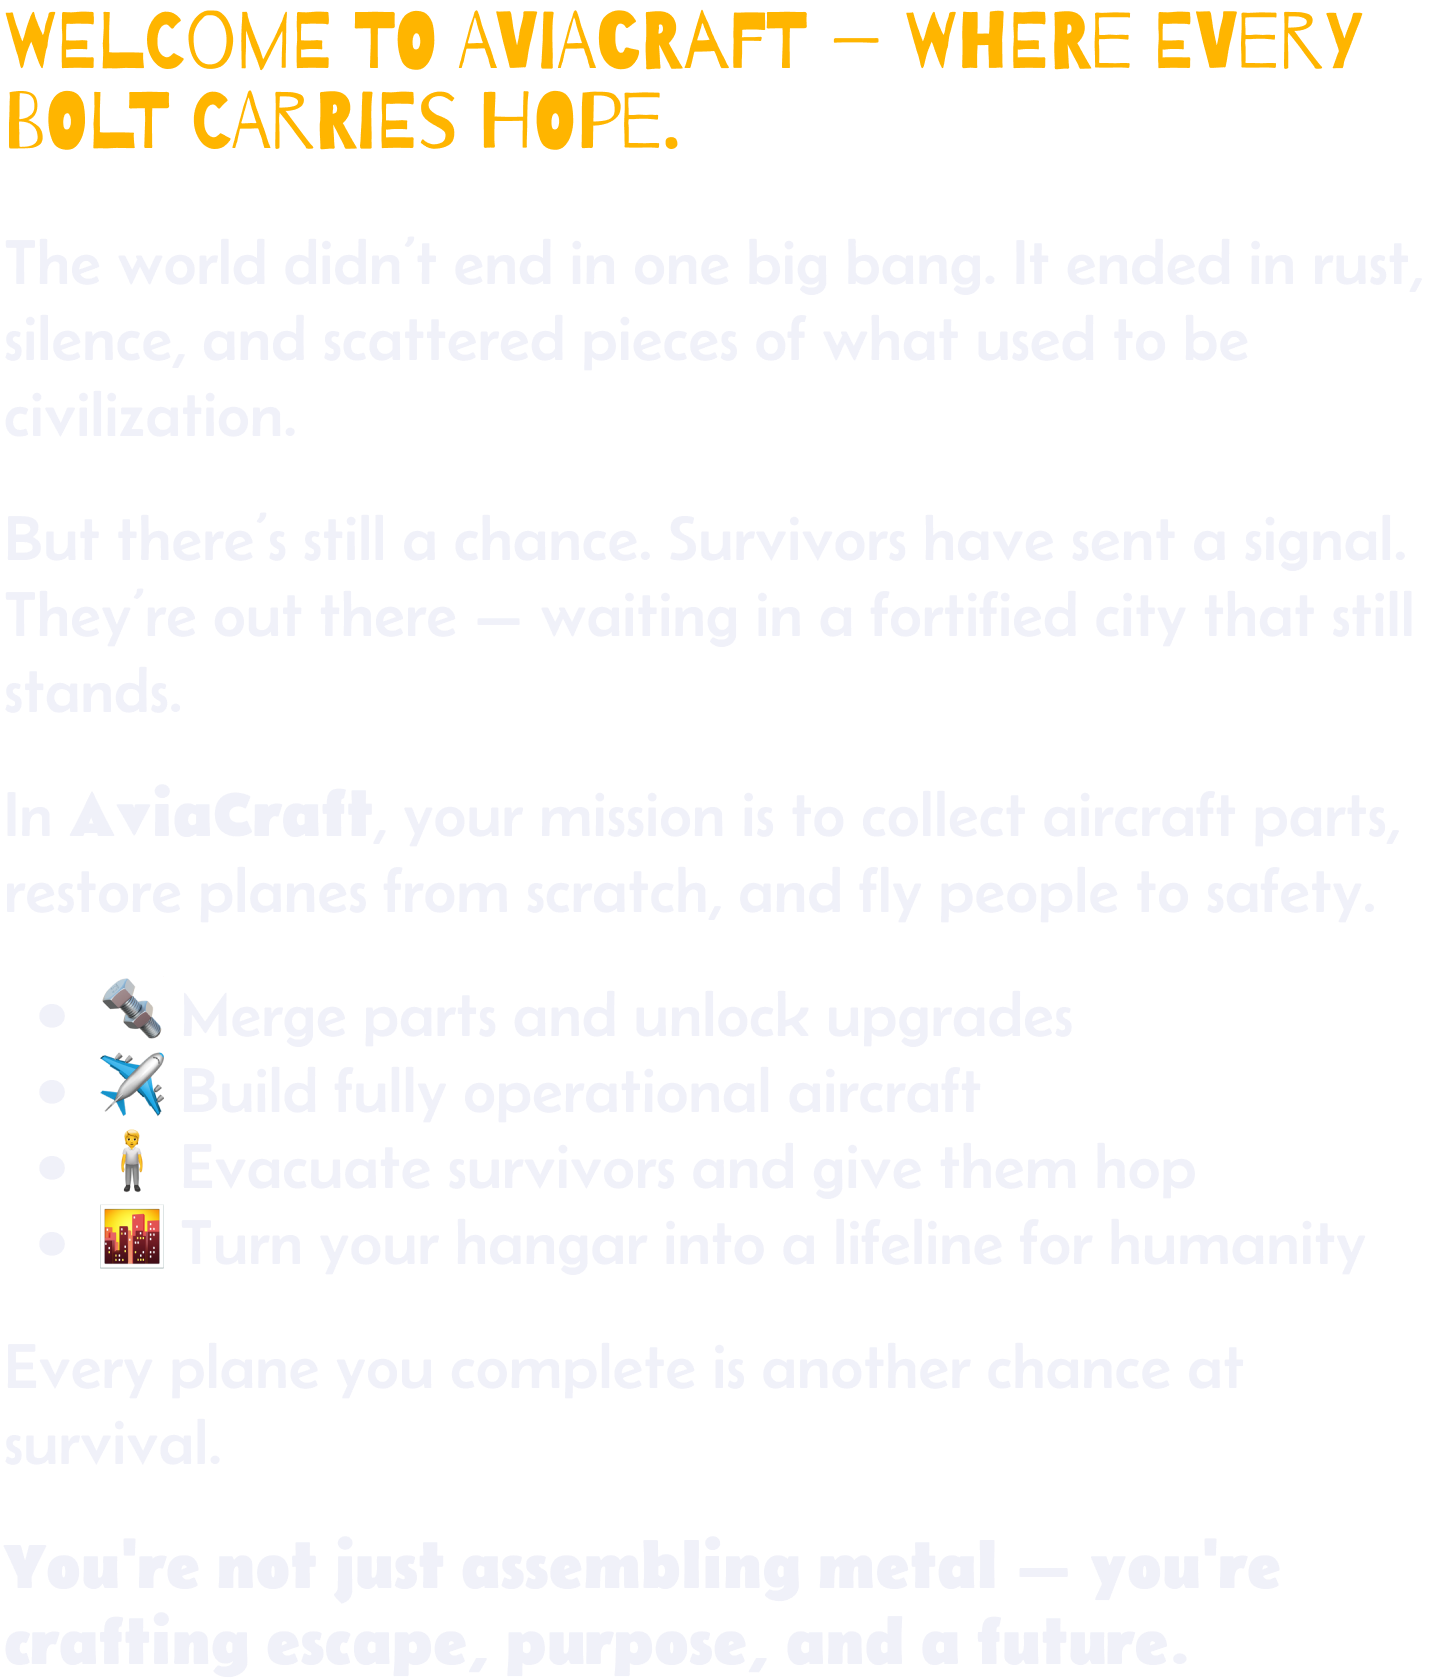 WELCOME TO AVIACRAFT — WHERE EVERY
BOLT CARRIES HOPE.
The world didn't end in one big bang. It ended in rust,
silence, and scattered pieces of what used to be
civilization.
But there's still a chance. Survivors have sent a signal.
They're out there — waiting in a fortified city that still
stands.
In AviaCraft, your mission is to collect aircraft parts,
restore planes from scratch, and fly people to safety.
• 🔩 Merge parts and unlock upgrades
• ✈️ Build fully operational aircraft
• 🧍 Evacuate survivors and give them hop
• 🌇 Turn your hangar into a lifeline for humanity
Every plane you complete is another chance at
survival.
You're not just assembling metal — you're
crafting escape, purpose, and a future.